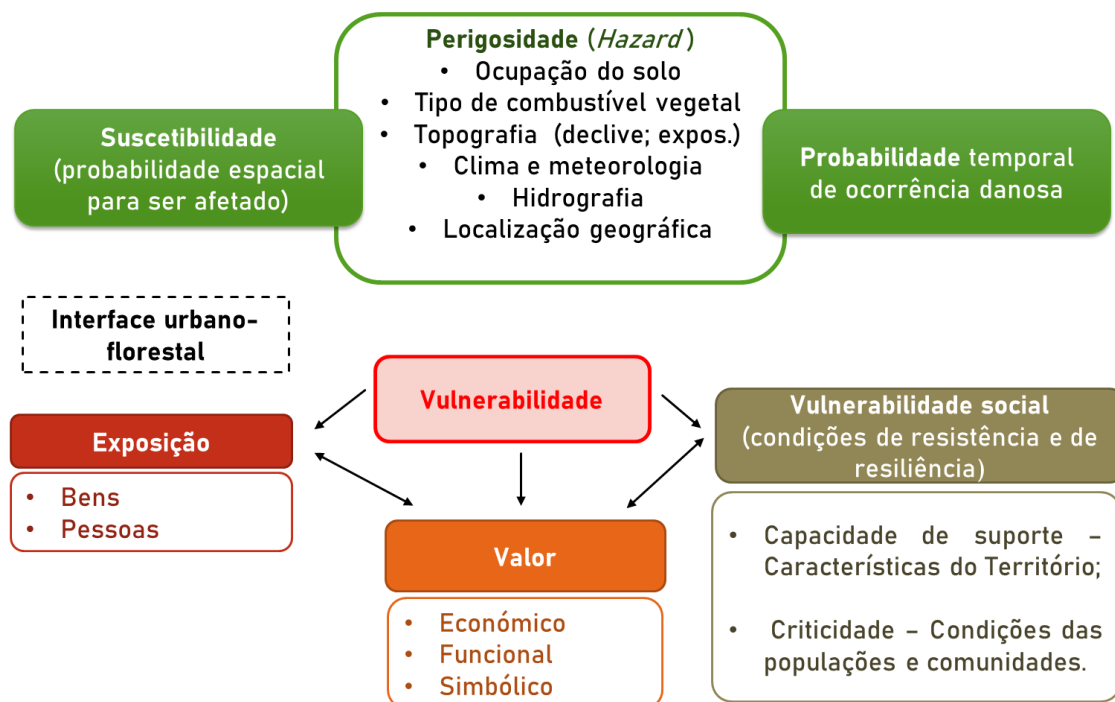 Perigosidade (Hazard )
• Ocupação do solo
• Tipo de combustível vegetal
• Topografia (declive; expos.)
• Clima e meteorologia
• Hidrografia
• Localização geográfica
Suscetibilidade
(probabilidade espacial
para ser afetado)
Probabilidade temporal
de ocorrência danosa
Interface urbano-
florestal
Vulnerabilidade
Exposição
• Bens
• Pessoas
Valor
• Económico
• Funcional
• Simbólico
Vulnerabilidade social
(condições de resistência e de
resiliência)
• Capacidade de suporte –
Características do Território;
• Criticidade – Condições das
populações e comunidades.